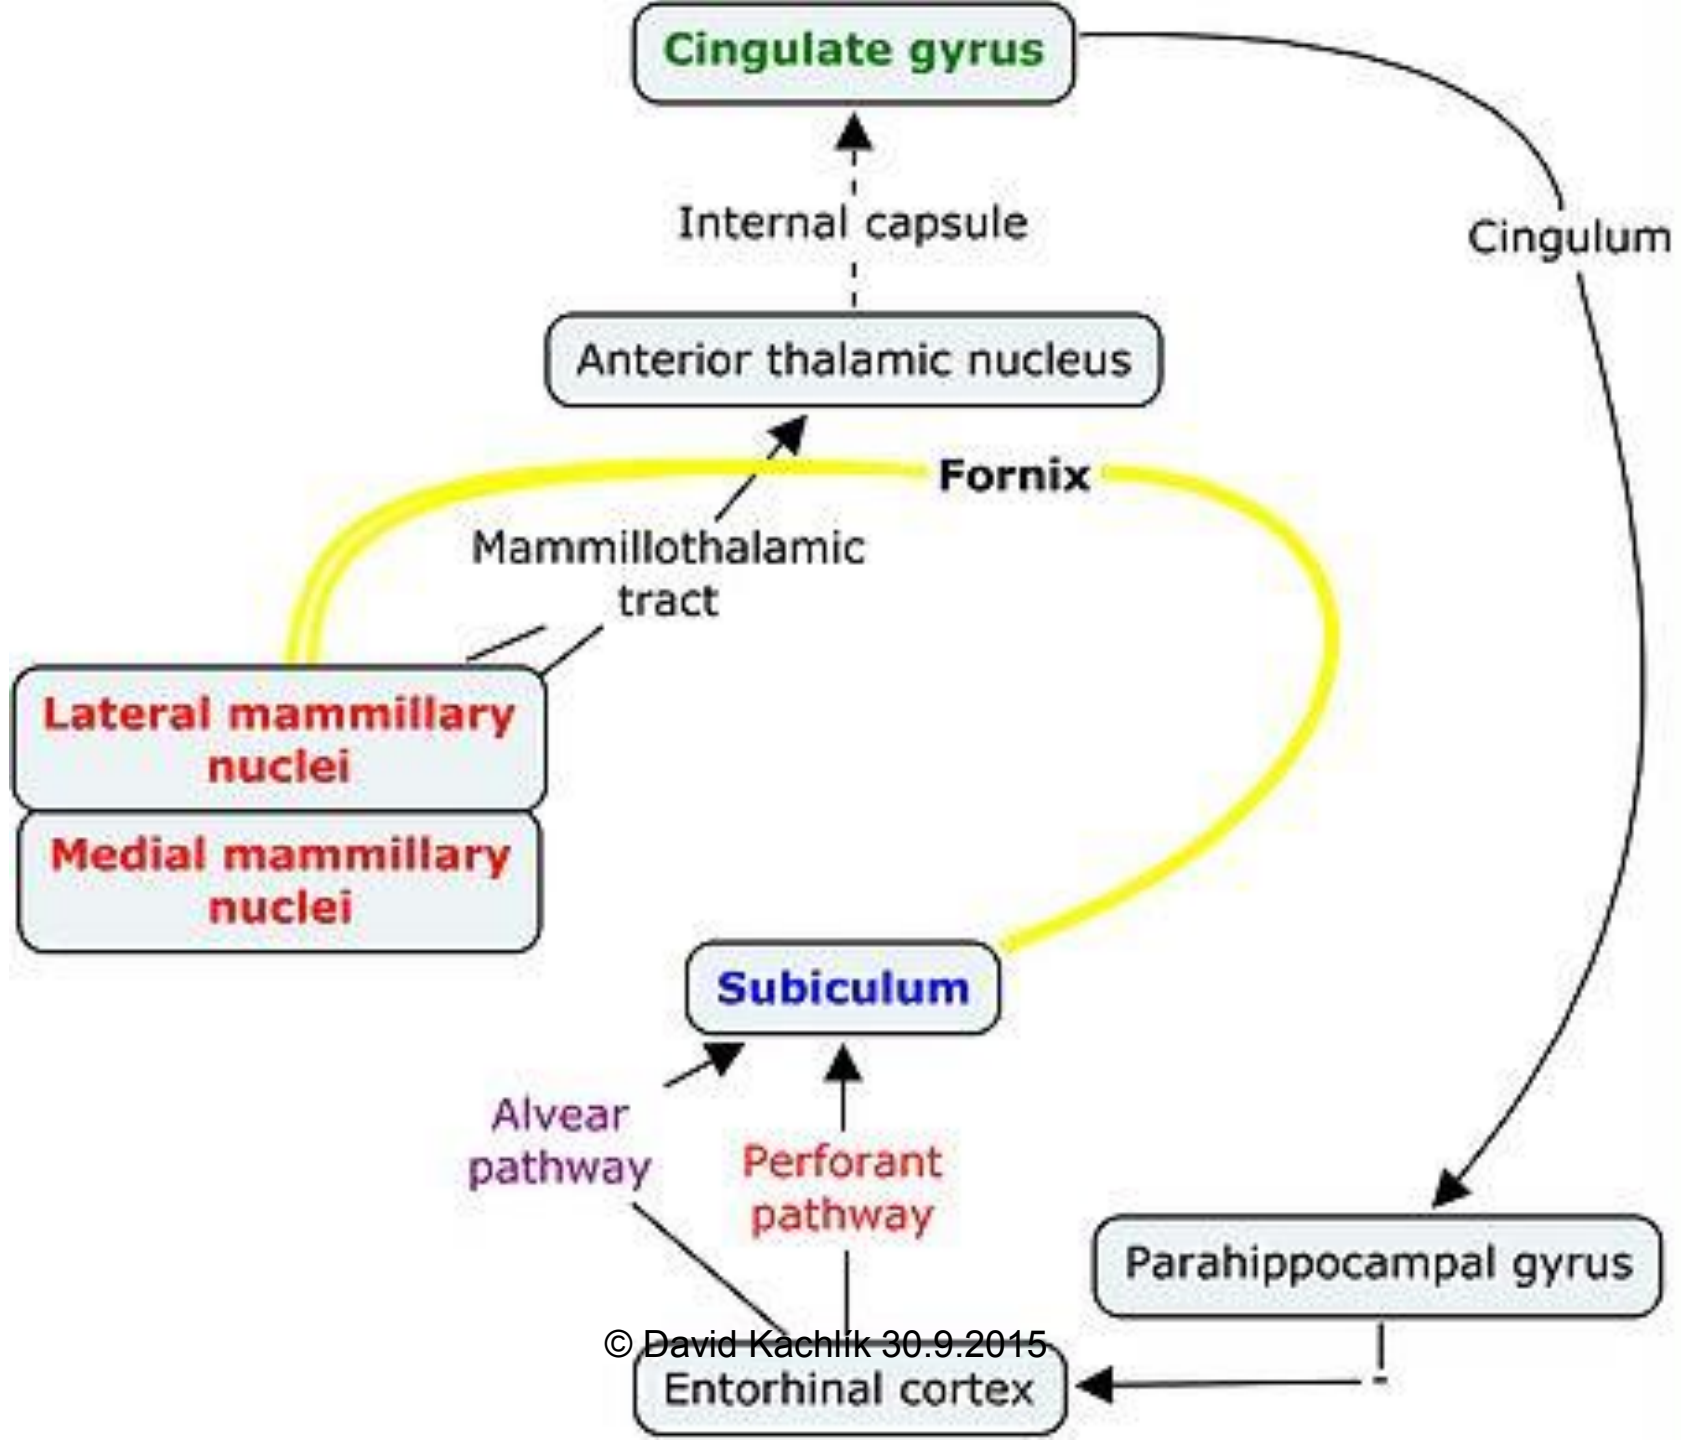 Cingulate gyrus
Internal capsule
Cingulum
Anterior thalamic nucleus
Fornix
Mammillothalamic
tract
Lateral mammillary
nuclei
Medial mammillary
nuclei
Subiculum
Alvear
pathway
Perforant
pathway
Parahippocampal gyrus
© David Kachlík 30.9.2015
Entorhinal cortex